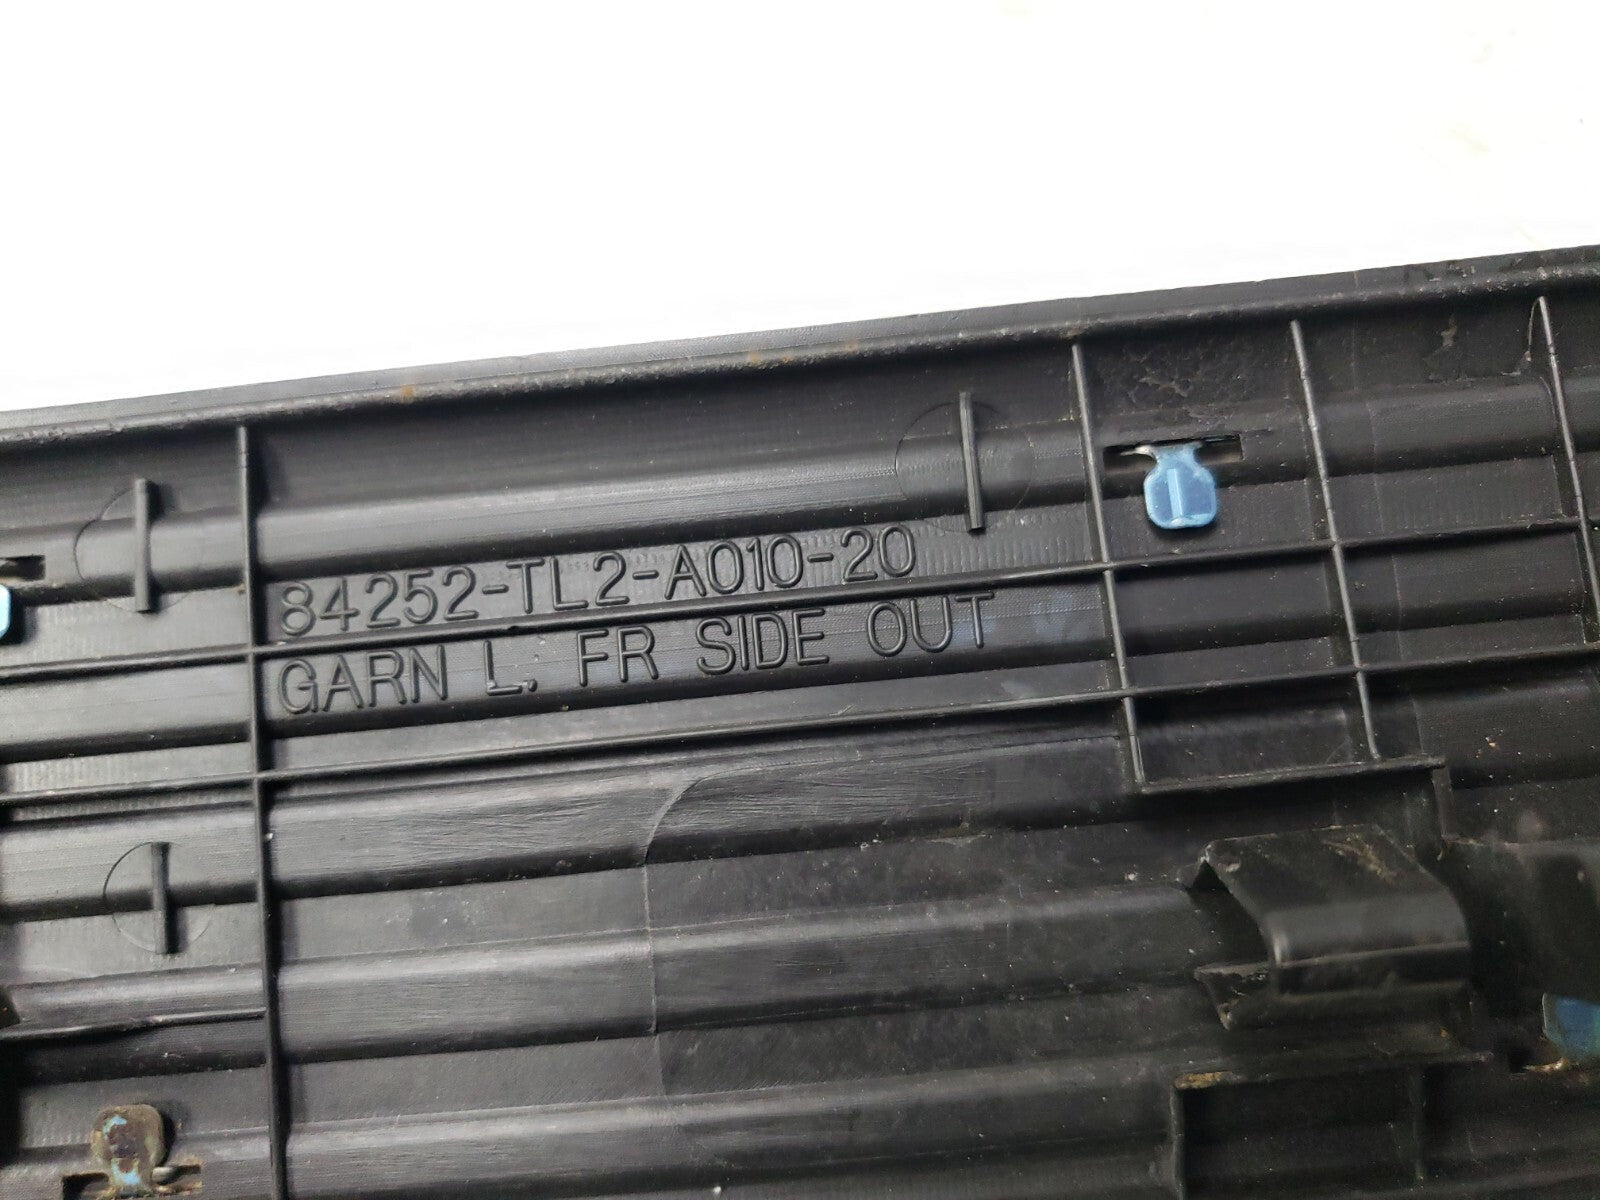 84252-TL2-A010-20
GARN L. FR SIDE OUT